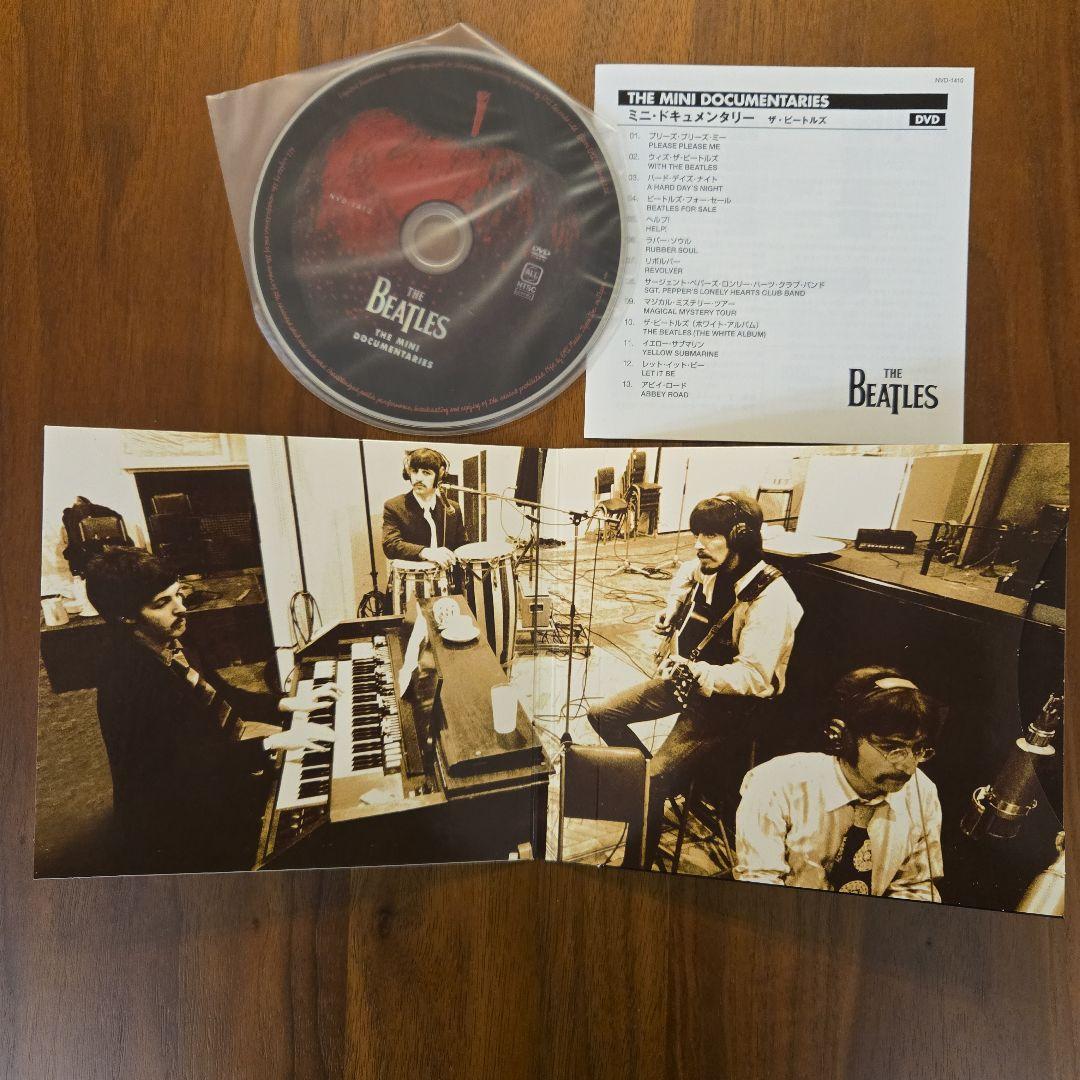 NVD-1410
THE
BEATLES
THE MINI
DOCUMENTARIES
DVD
ALL
NTSC
NVD-1410
THE MINI DOCUMENTARIES
ミニ・ドキュメンタリー ザ・ビートルズ
DVD
01. プリーズ・プリーズ・ミー
PLEASE PLEASE ME
02. ウィズ・ザ・ビートルズ
WITH THE BEATLES
03. ハード・デイズ・ナイト
A HARD DAY'S NIGHT
04. ビートルズ・フォー・セール
BEATLES FOR SALE
05. ヘルプ!
HELP!
06. ラバー・ソウル
RUBBER SOUL
07. リボルバー
REVOLVER
08. サージェント・ペパーズ・ロンリー・ハーツ・クラブ・バンド
SGT. PEPPER'S LONELY HEARTS CLUB BAND
09. マジカル・ミステリー・ツアー
MAGICAL MYSTERY TOUR
10. ザ・ビートルズ (ホワイト・アルバム)
THE BEATLES (THE WHITE ALBUM)
11. イエロー・サブマリン
YELLOW SUBMARINE
12. レット・イット・ビー
LET IT BE
13. アビイ・ロード
ABBEY ROAD
THE
BEATLES